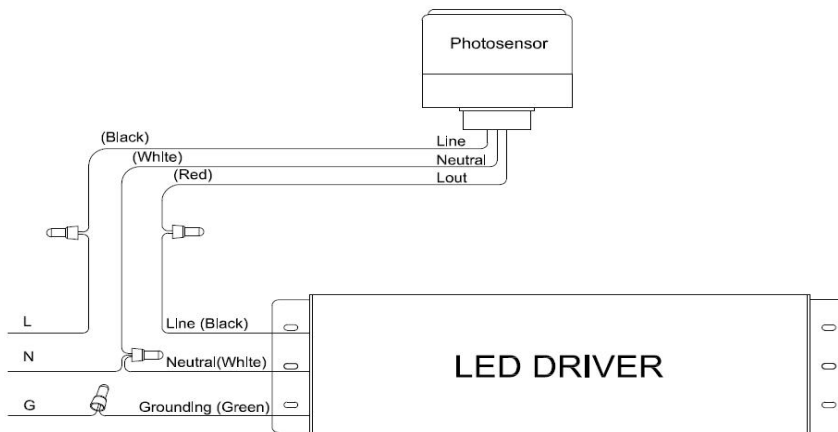 Photosensor
(Black)
Line
(White)
Neutral
(Red)
Lout
L
Line (Black)
N
Neutral(White)
LED DRIVER
G
Grounding (Green)